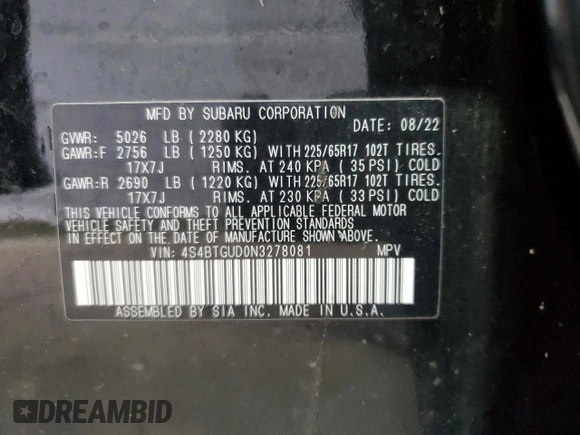 MFD BY SUBARU CORPORATION
DATE: 08/22
GVWR: 5026 LB (2280 KG)
GAWR:F 2756 LB (1250 KG) WITH 225/65R17 102T TIRES.
17X7J RIMS. AT 240 KPA (35 PSI) COLD
GAWR:R 2690 LB (1220 KG) WITH 225/65R17 102T TIRES.
17X7J RIMS. AT 230 KPA (33 PSI) COLD
THIS VEHICLE CONFORMS TO ALL APPLICABLE FEDERAL MOTOR
VEHICLE SAFETY AND THEFT PREVENTION STANDARDS
IN EFFECT ON THE DATE OF MANUFACTURE SHOWN ABOVE.
VIN: 4S4BTGUD0N3278081 MPV
ASSEMBLED BY SIA INC. MADE IN U.S.A.
DREAMBID